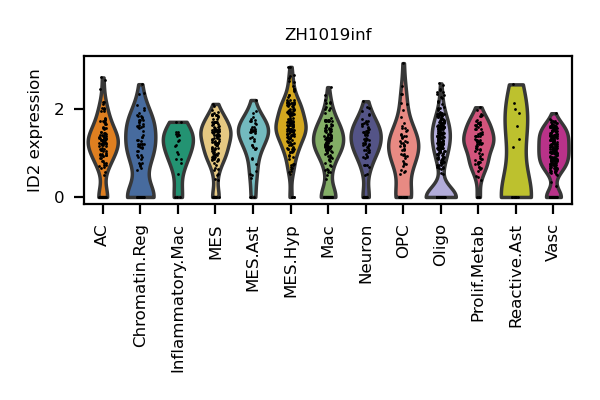 ZH1019inf
ID2 expression
2
0
AC
Chromatin.Reg
Inflammatory.Mac
MES
MES.Ast
MES.Hyp
Mac
Neuron
OPC
Oligo
Prolif.Metab
Reactive.Ast
Vasc